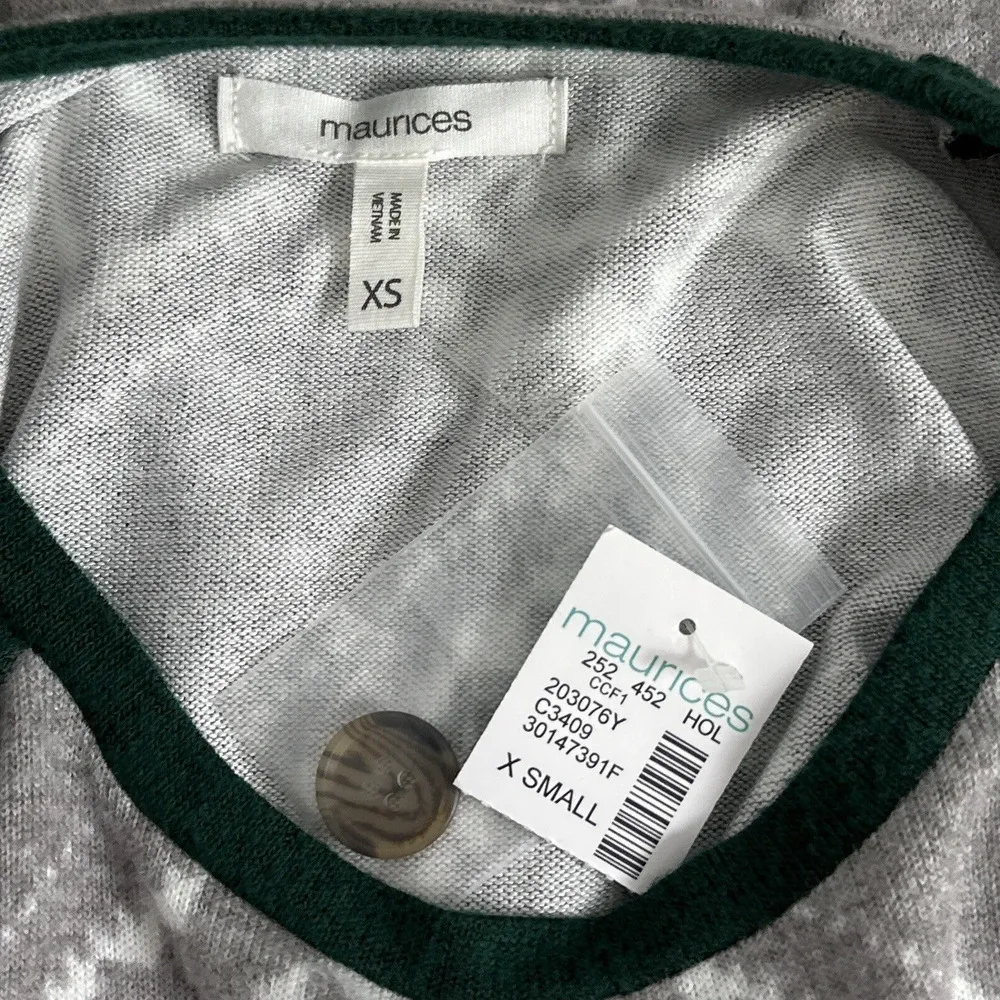 maurices
MADE IN
VIETNAM
XS
maurices
252 452 HOL
CCF1
203076Y
C3409
30147391F
X SMALL